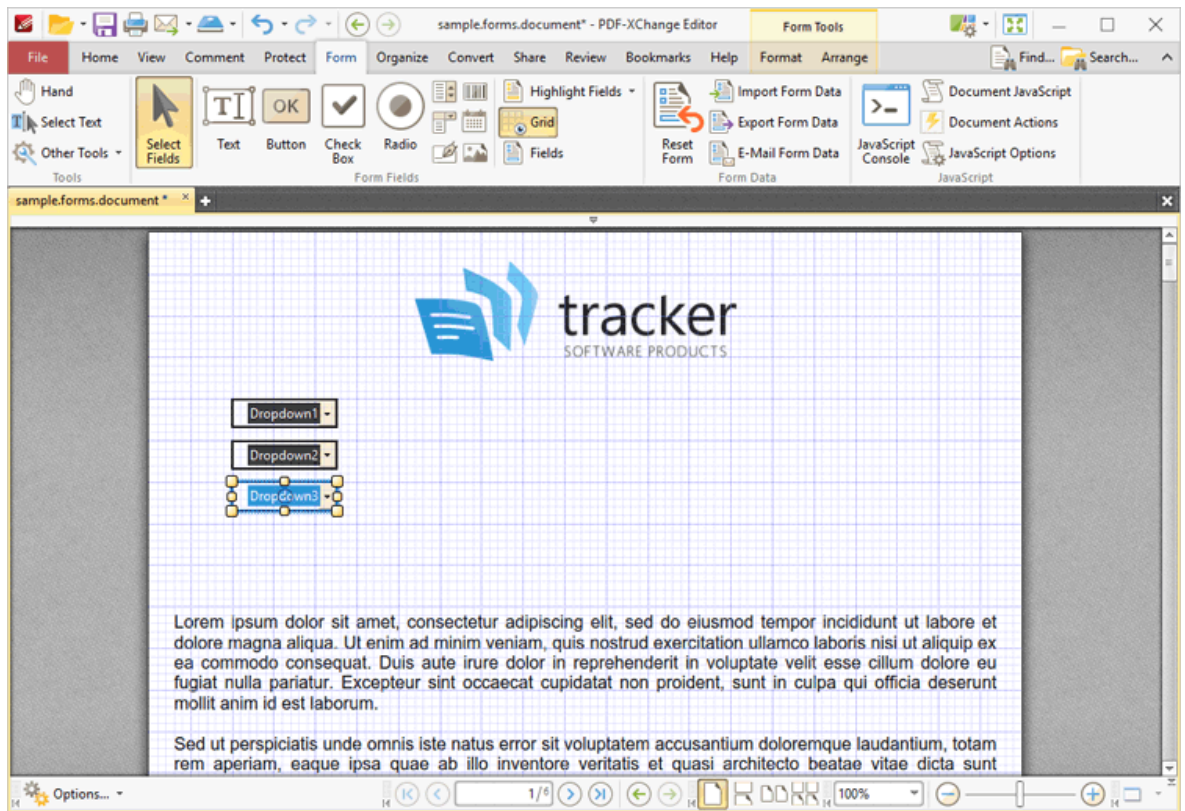 sample.forms.document* - PDF-XChange Editor
Form Tools
File Home View Comment Protect Form Organize Convert Share Review Bookmarks Help Format Arrange Find... Search...
Hand
Select Text
Other Tools
Tools
Select Fields
Text
OK
Button
Check Box
Radio
Highlight Fields
Grid
Fields
Form Fields
Reset Form
Import Form Data
Export Form Data
E-Mail Form Data
Form Data
JavaScript Console
Document JavaScript
Document Actions
JavaScript Options
JavaScript
sample.forms.document *
tracker
SOFTWARE PRODUCTS
Dropdown1
Dropdown2
Dropdown3
Lorem ipsum dolor sit amet, consectetur adipiscing elit, sed do eiusmod tempor incididunt ut labore et
dolore magna aliqua. Ut enim ad minim veniam, quis nostrud exercitation ullamco laboris nisi ut aliquip ex
ea commodo consequat. Duis aute irure dolor in reprehenderit in voluptate velit esse cillum dolore eu
fugiat nulla pariatur. Excepteur sint occaecat cupidatat non proident, sunt in culpa qui officia deserunt
mollit anim id est laborum.
Sed ut perspiciatis unde omnis iste natus error sit voluptatem accusantium doloremque laudantium, totam
rem aperiam, eaque ipsa quae ab illo inventore veritatis et quasi architecto beatae vitae dicta sunt
Options... 1/6 100%